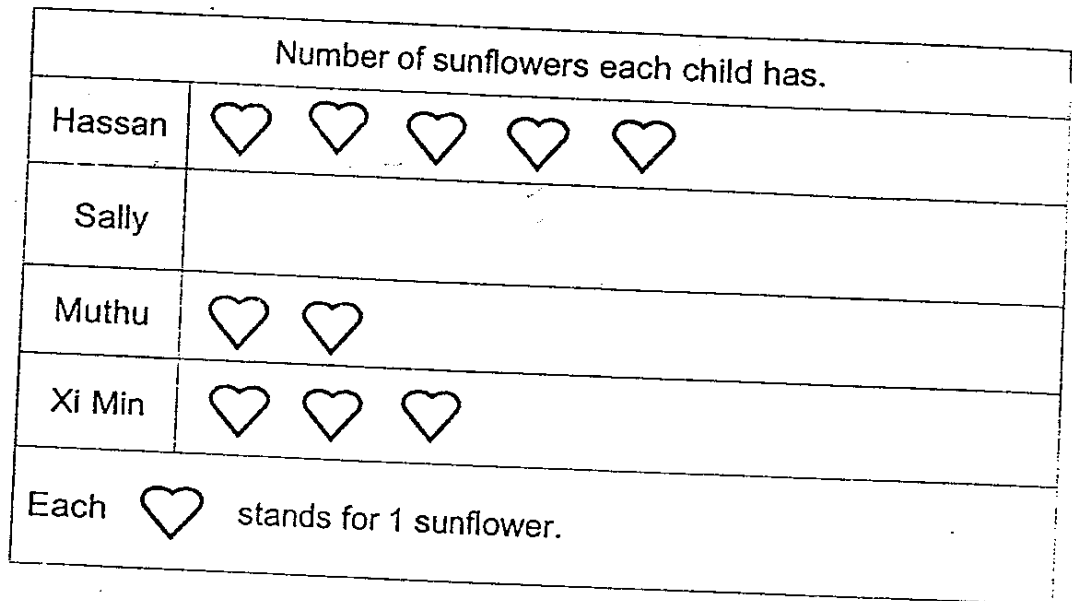 Number of sunflowers each child has.
Hassan
Sally
Muthu
Xi Min
Each stands for 1 sunflower.